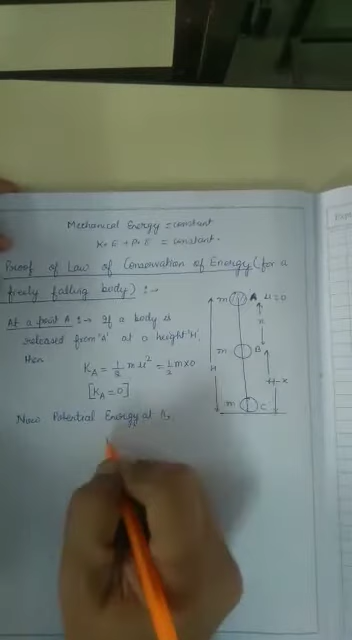 Mechanical Energy = constant
K.E + P.E = constant.
Proof of Law of Conservation of Energy (for a
freely falling body) :-
At a point A :- If a body is
released from 'A' at a height 'H'.
then
K_A = 1/2 m u² = 1/2 m x 0
[K_A = 0]
Now Potential Energy at A,
m A u=0
x
m B
H
H-x
m C